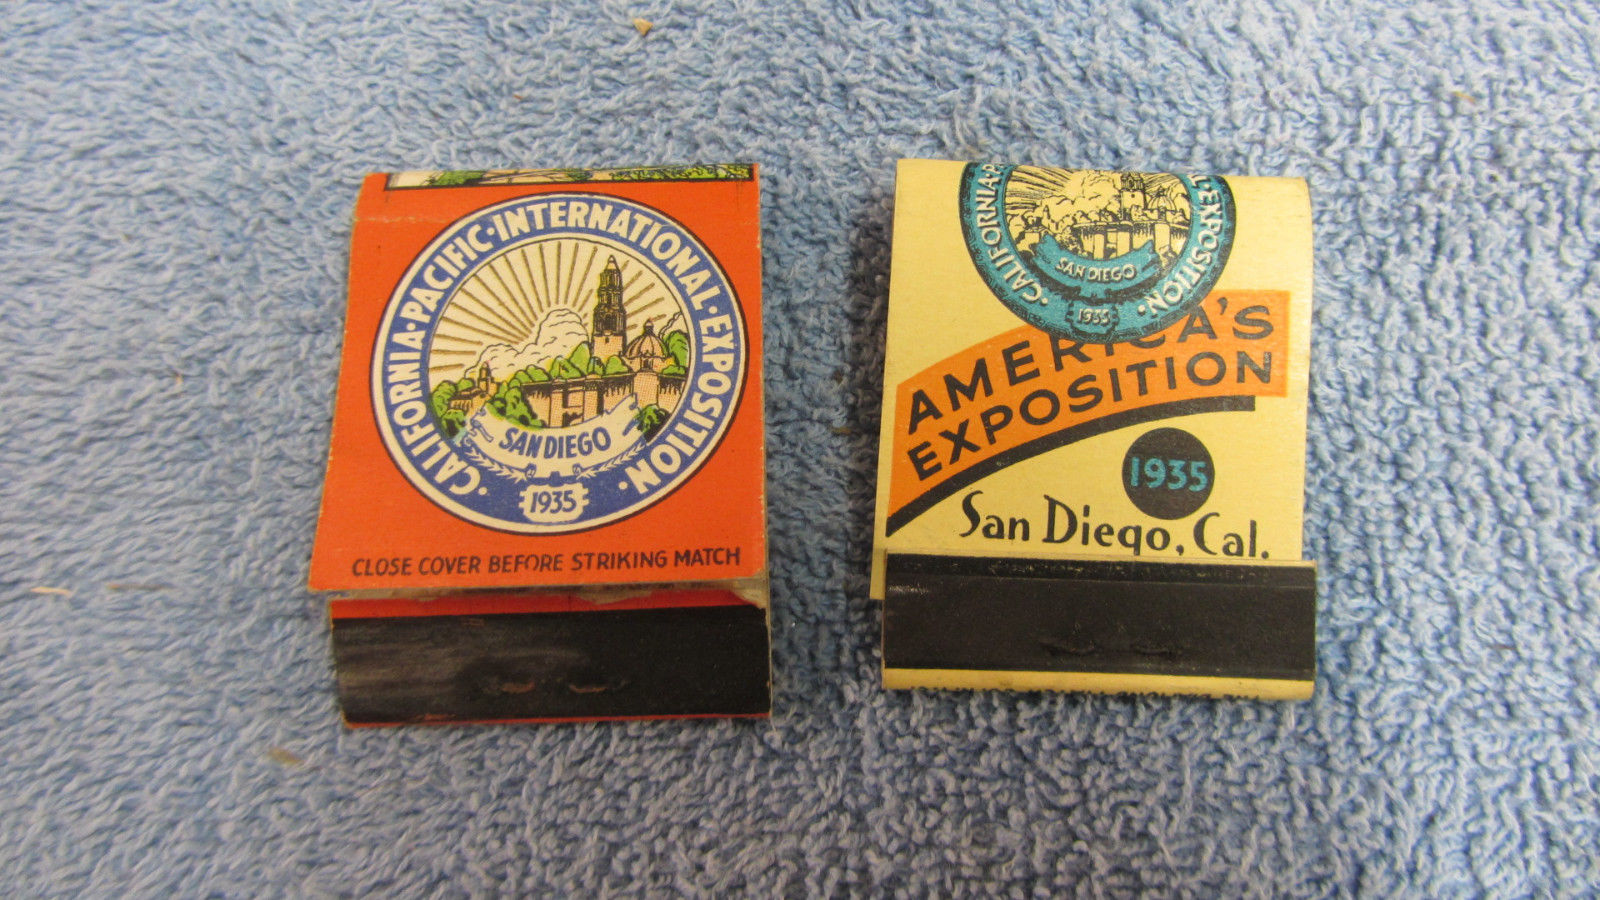 CALIFORNIA·PACIFIC·INTERNATIONAL·EXPOSITION·
SAN DIEGO
1935
CLOSE COVER BEFORE STRIKING MATCH
·CALIFORNIA·P
EXPOSITION·
SAN DIEGO
1935
AMERICA'S
EXPOSITION
1935
San Diego, Cal.